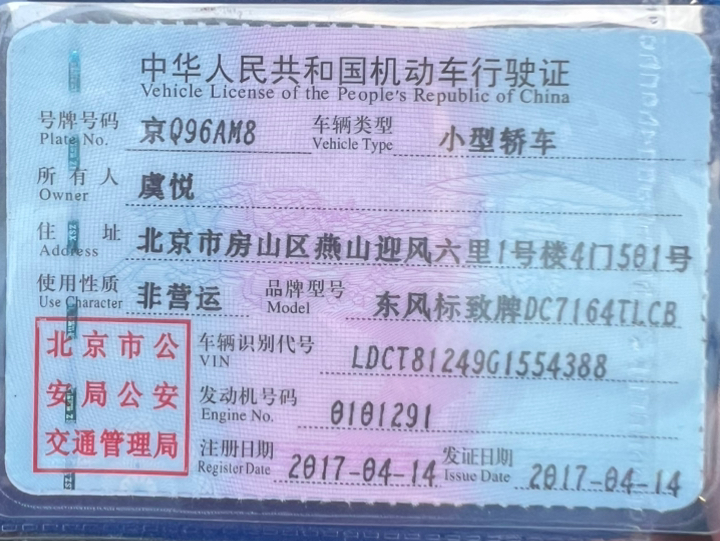 中华人民共和国机动车行驶证
Vehicle License of the People's Republic of China
号牌号码 京Q96AM8 车辆类型 小型轿车
Plate No. Vehicle Type
所有人 虞悦
Owner
住址 北京市房山区燕山迎风六里1号楼4门501号
Address
使用性质 非营运 品牌型号 东风标致牌DC7164TLCB
Use Character Model
北京市公安局公安交通管理局
车辆识别代号 LDCT81249G1554388
VIN
发动机号码 0101291
Engine No.
注册日期 2017-04-14 发证日期 2017-04-14
Register Date Issue Date